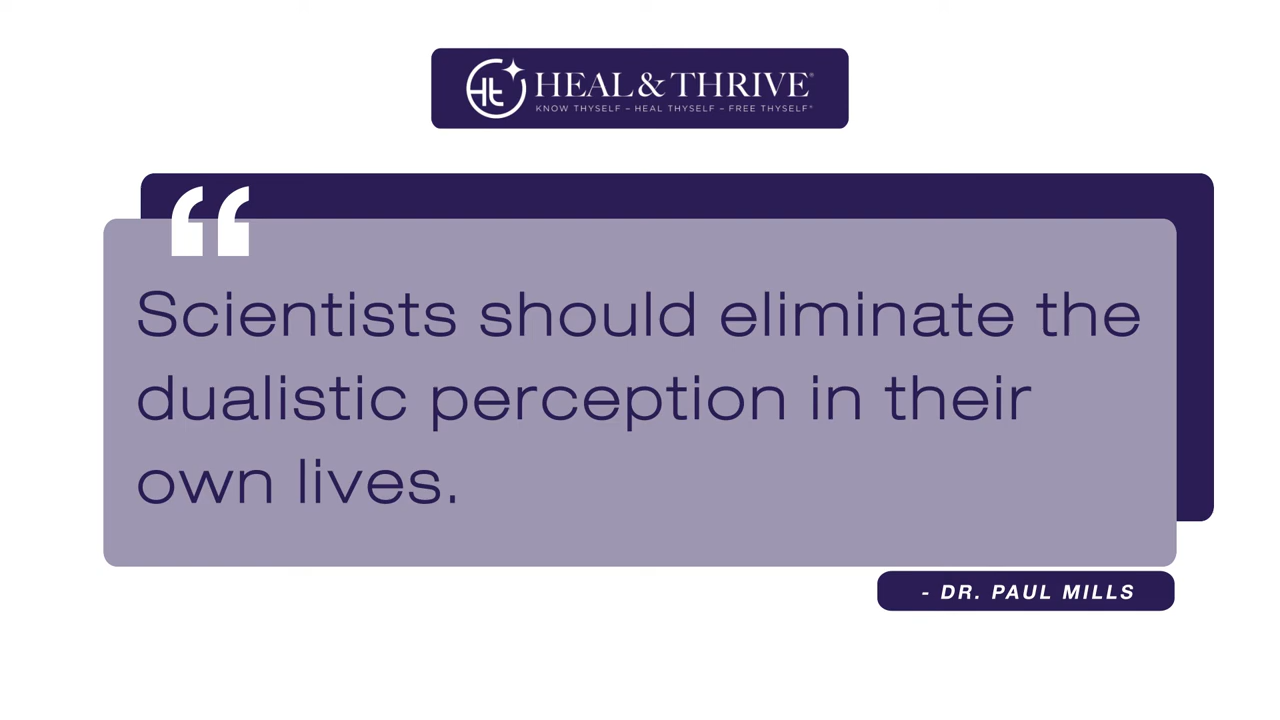 Ht HEAL & THRIVE®
KNOW THYSELF – HEAL THYSELF – FREE THYSELF®
“
Scientists should eliminate the
dualistic perception in their
own lives.
- DR. PAUL MILLS